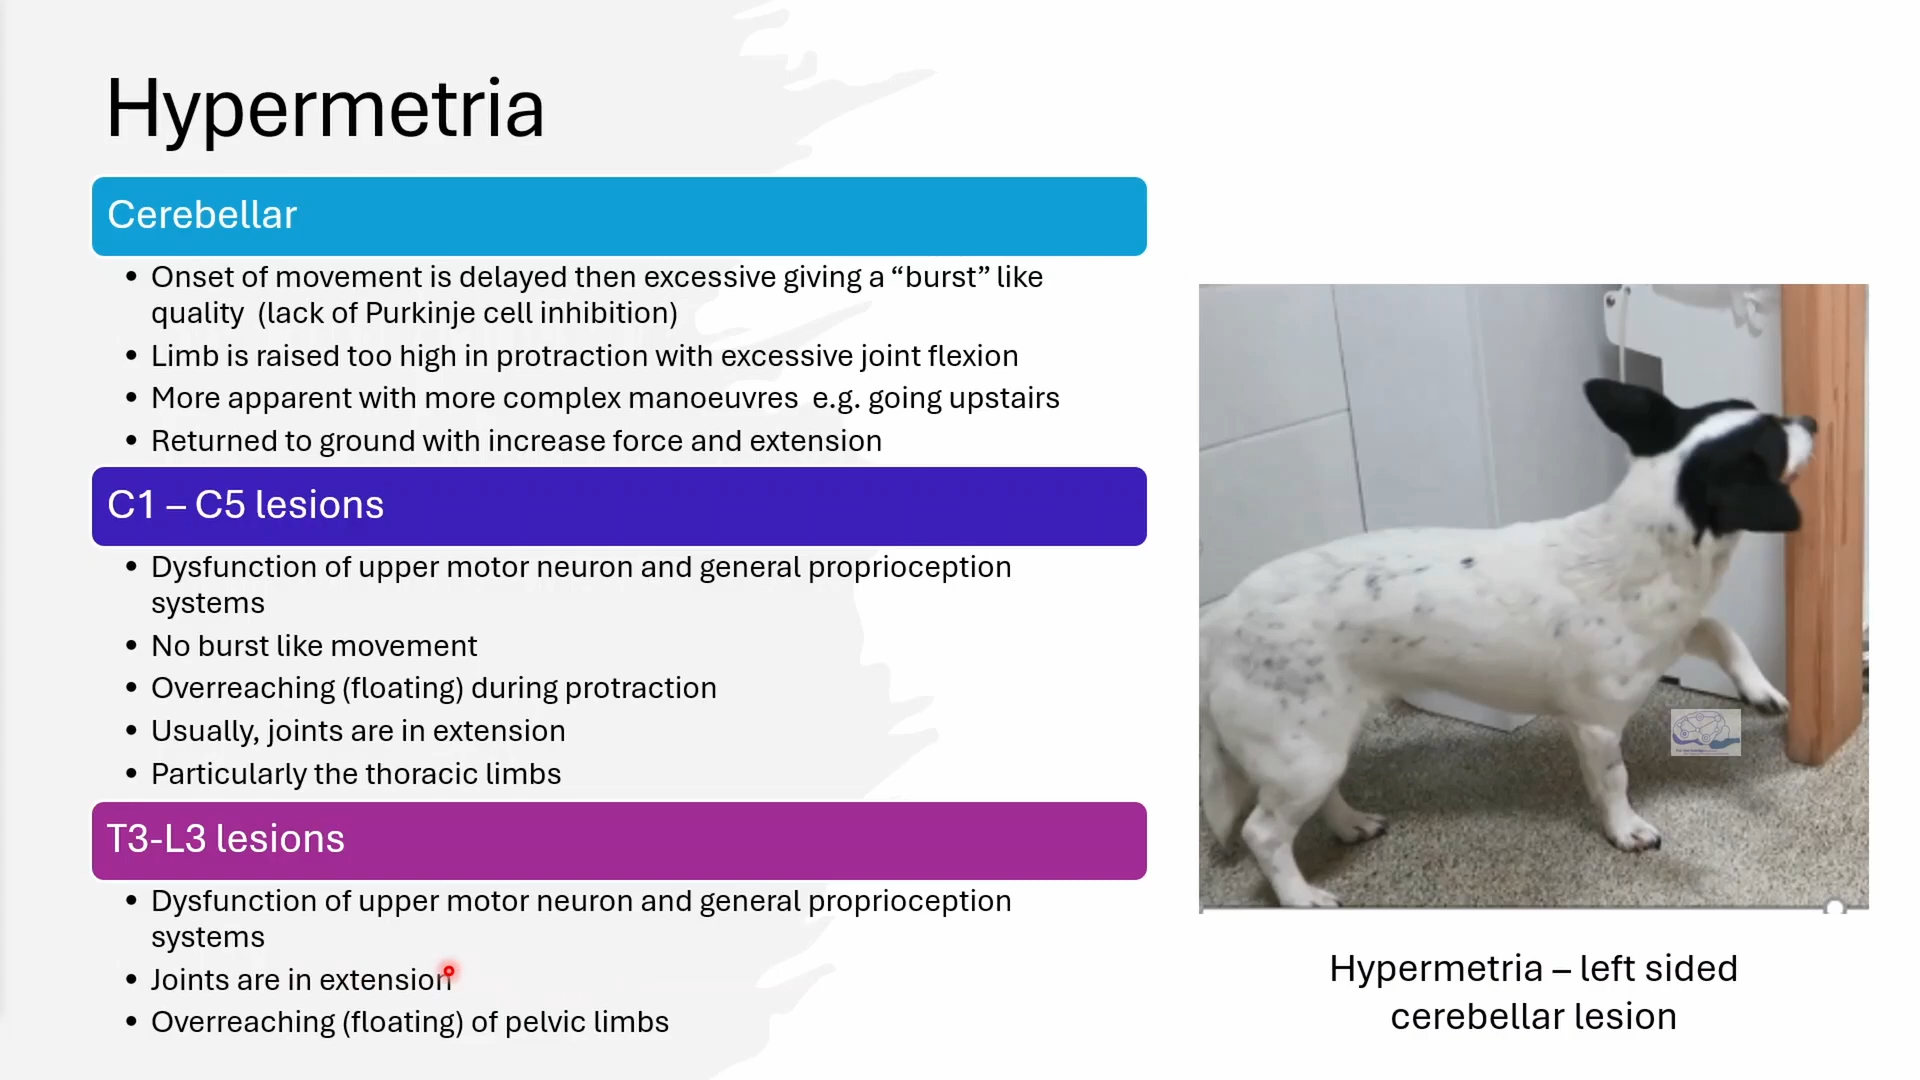 Hypermetria
Cerebellar
• Onset of movement is delayed then excessive giving a “burst” like
quality  (lack of Purkinje cell inhibition)
• Limb is raised too high in protraction with excessive joint flexion
• More apparent with more complex manoeuvres  e.g. going upstairs
• Returned to ground with increase force and extension
C1 – C5 lesions
• Dysfunction of upper motor neuron and general proprioception
systems
• No burst like movement
• Overreaching (floating) during protraction
• Usually, joints are in extension
• Particularly the thoracic limbs
T3-L3 lesions
• Dysfunction of upper motor neuron and general proprioception
systems
• Joints are in extension
• Overreaching (floating) of pelvic limbs
Hypermetria – left sided
cerebellar lesion